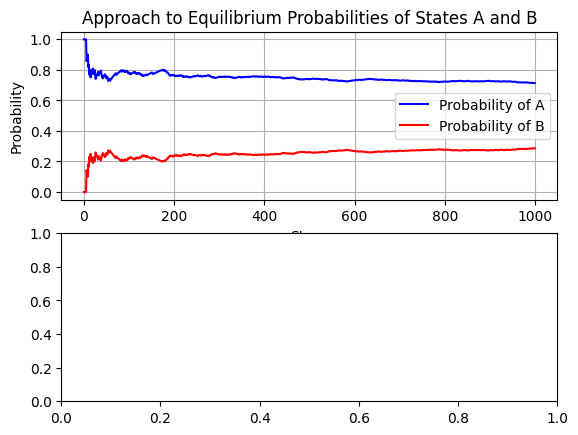 Approach to Equilibrium Probabilities of States A and B
1.0
0.8
0.6
0.4
0.2
0.0
Probability
Probability of A
Probability of B
0 200 400 600 800 1000
1.0
0.8
0.6
0.4
0.2
0.0
0.0 0.2 0.4 0.6 0.8 1.0